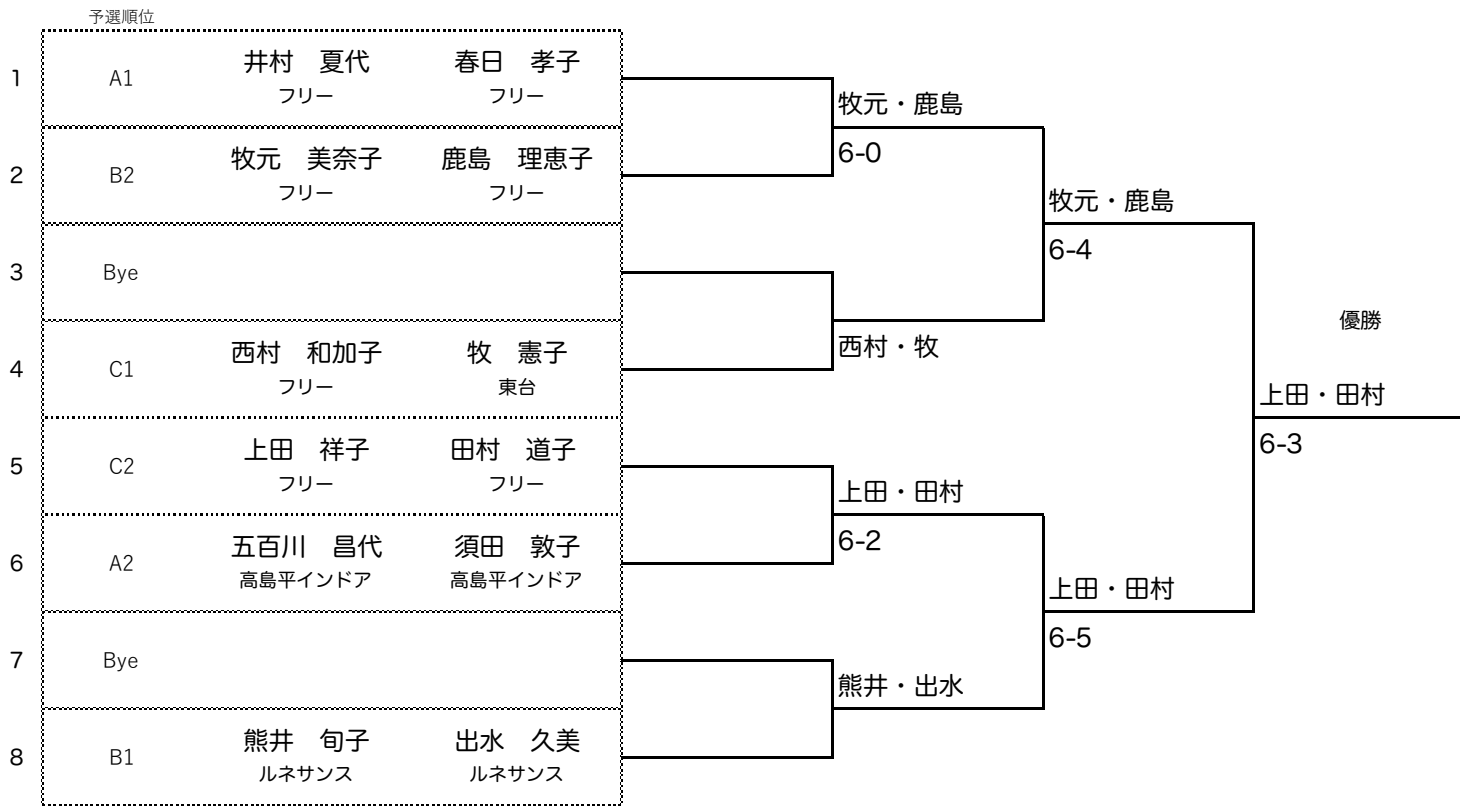 予選順位
1 A1 井村　夏代 春日　孝子
フリー フリー
牧元・鹿島
6-0
2 B2 牧元　美奈子 鹿島　理恵子
フリー フリー
牧元・鹿島
6-4
3 Bye
優勝
西村・牧
4 C1 西村　和加子 牧　憲子
フリー 東台
上田・田村
6-3
5 C2 上田　祥子 田村　道子
フリー フリー
上田・田村
6-2
6 A2 五百川　昌代 須田　敦子
高島平インドア 高島平インドア
上田・田村
6-5
7 Bye
熊井・出水
8 B1 熊井　旬子 出水　久美
ルネサンス ルネサンス